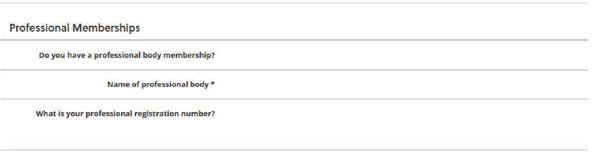 Professional Memberships
Do you have a professional body membership?
Name of professional body *
What is your professional registration number?